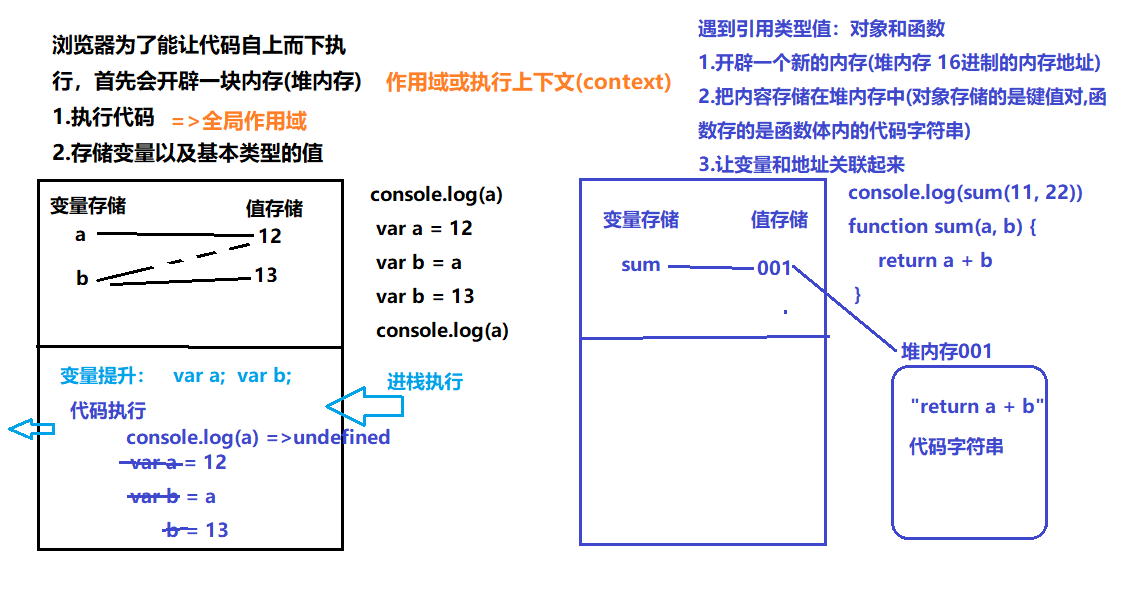 浏览器为了能让代码自上而下执
行，首先会开辟一块内存(堆内存)
作用域或执行上下文(context)
1.执行代码 =>全局作用域
2.存储变量以及基本类型的值
变量存储 值存储
a 12
b 13
console.log(a)
var a = 12
var b = a
var b = 13
console.log(a)
变量提升： var a; var b;
进栈执行
代码执行
console.log(a) =>undefined
var a = 12
var b = a
b = 13
遇到引用类型值：对象和函数
1.开辟一个新的内存(堆内存 16进制的内存地址)
2.把内容存储在堆内存中(对象存储的是键值对,函
数存的是函数体内的代码字符串)
3.让变量和地址关联起来
变量存储 值存储
sum 001
console.log(sum(11, 22))
function sum(a, b) {
return a + b
}
堆内存001
"return a + b"
代码字符串